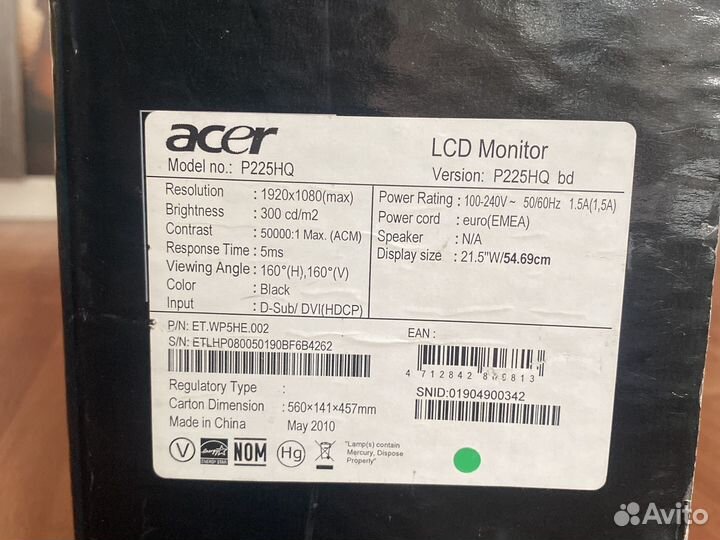 acer
LCD Monitor
Model no.: P225HQ
Version: P225HQ bd
Resolution : 1920x1080(max)
Brightness : 300 cd/m2
Contrast : 50000:1 Max. (ACM)
Response Time : 5ms
Viewing Angle : 160°(H),160°(V)
Color : Black
Input : D-Sub/ DVI(HDCP)
Power Rating : 100-240V~ 50/60Hz 1.5A(1,5A)
Power cord : euro(EMEA)
Speaker : N/A
Display size : 21.5"W/54.69cm
P/N: ET.WP5HE.002
S/N: ETLHP080050190BF6B4262
EAN :
4 712842
SNID:01904900342
Regulatory Type :
Carton Dimension : 560×141×457mm
Made in China May 2010
V
ENERGY STAR
NOM
Hg
"Lamp(s) contain
Mercury, Dispose
Properly"
Avito